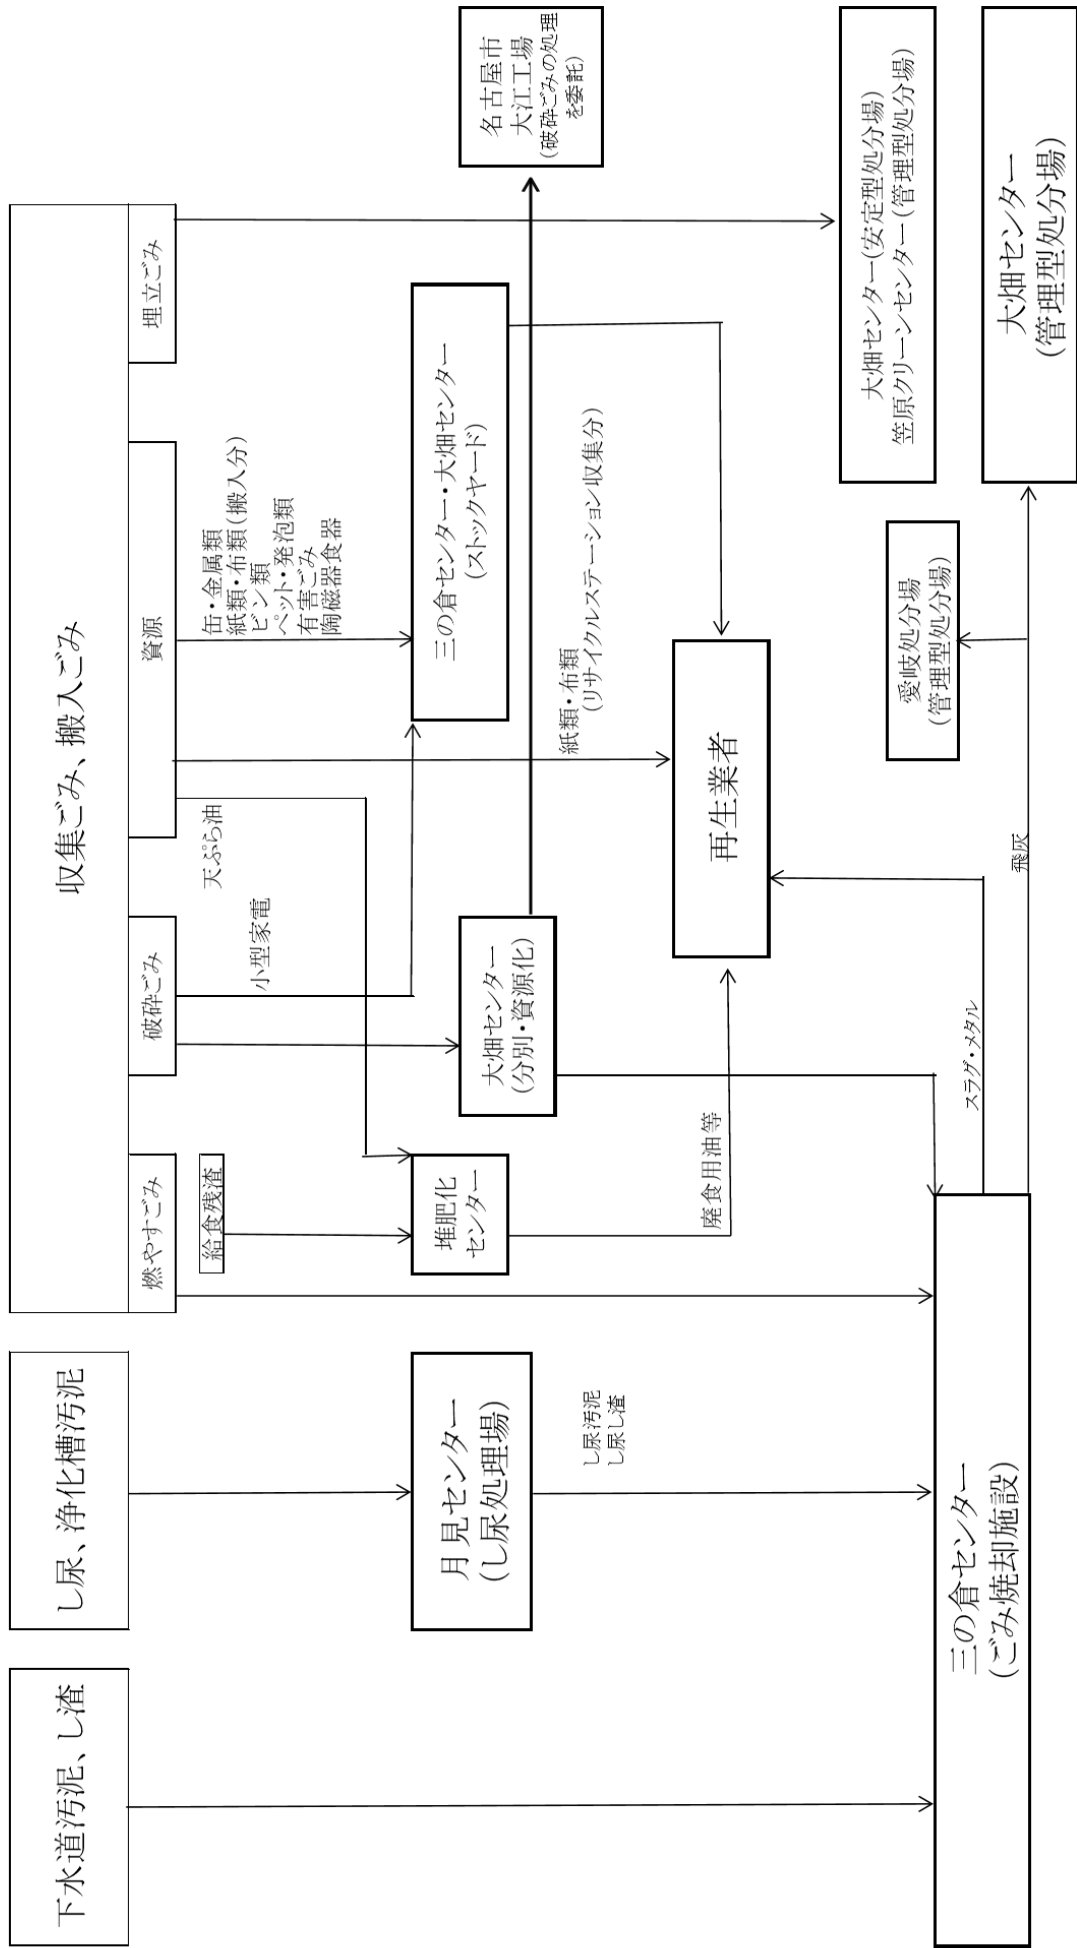 下水道汚泥、し渣
し尿、浄化槽汚泥
収集ごみ、搬入ごみ
燃やすごみ
破砕ごみ
資源
埋立ごみ
給食残渣
小型家電
天ぷら油
缶・金属類
紙類・布類(搬入分)
ビン類
ペット・発泡類
有害ごみ
陶磁器食器
月見センター
(し尿処理場)
堆肥化
センター
大畑センター
(分別・資源化)
三の倉センター・大畑センター
(ストックヤード)
名古屋市
大江工場
(破砕ごみの処理
を委託)
し尿汚泥
し尿し渣
紙類・布類
(リサイクルステーション収集分)
廃食用油等
再生業者
大畑センター(安定型処分場)
笠原クリーンセンター(管理型処分場)
愛岐処分場
(管理型処分場)
三の倉センター
(ごみ焼却施設)
スラグ・メタル
飛灰
大畑センター
(管理型処分場)